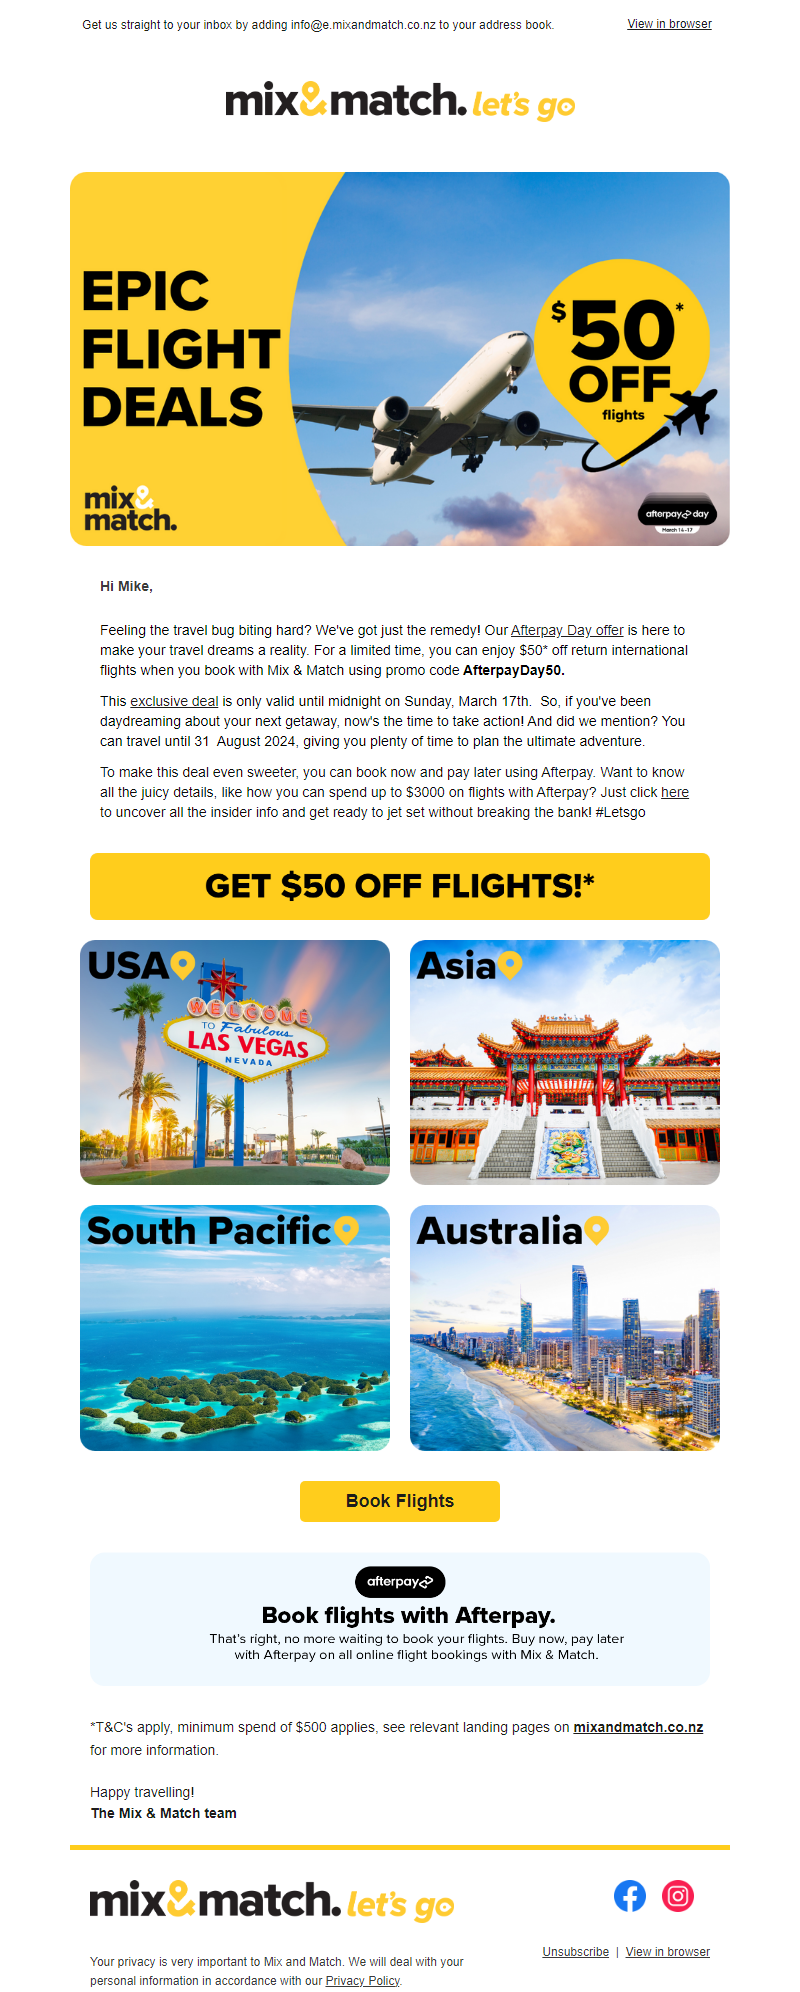 Get us straight to your inbox by adding info@e.mixandmatch.co.nz to your address book.
View in browser
mix&match. let's go
EPIC
FLIGHT
DEALS
$50*
OFF
flights
mix&
match.
afterpay day
March 14-17
Hi Mike,
Feeling the travel bug biting hard? We've got just the remedy! Our Afterpay Day offer is here to
make your travel dreams a reality. For a limited time, you can enjoy $50* off return international
flights when you book with Mix & Match using promo code AfterpayDay50.
This exclusive deal is only valid until midnight on Sunday, March 17th.  So, if you've been
daydreaming about your next getaway, now's the time to take action! And did we mention? You
can travel until 31  August 2024, giving you plenty of time to plan the ultimate adventure.
To make this deal even sweeter, you can book now and pay later using Afterpay. Want to know
all the juicy details, like how you can spend up to $3000 on flights with Afterpay? Just click here
to uncover all the insider info and get ready to jet set without breaking the bank! #Letsgo
GET $50 OFF FLIGHTS!*
USA
WELCOME
TO Fabulous
LAS VEGAS
NEVADA
Asia
South Pacific
Australia
Book Flights
afterpay
Book flights with Afterpay.
That's right, no more waiting to book your flights. Buy now, pay later
with Afterpay on all online flight bookings with Mix & Match.
*T&C's apply, minimum spend of $500 applies, see relevant landing pages on mixandmatch.co.nz
for more information.
Happy travelling!
The Mix & Match team
mix&match. let's go
Unsubscribe | View in browser
Your privacy is very important to Mix and Match. We will deal with your
personal information in accordance with our Privacy Policy.